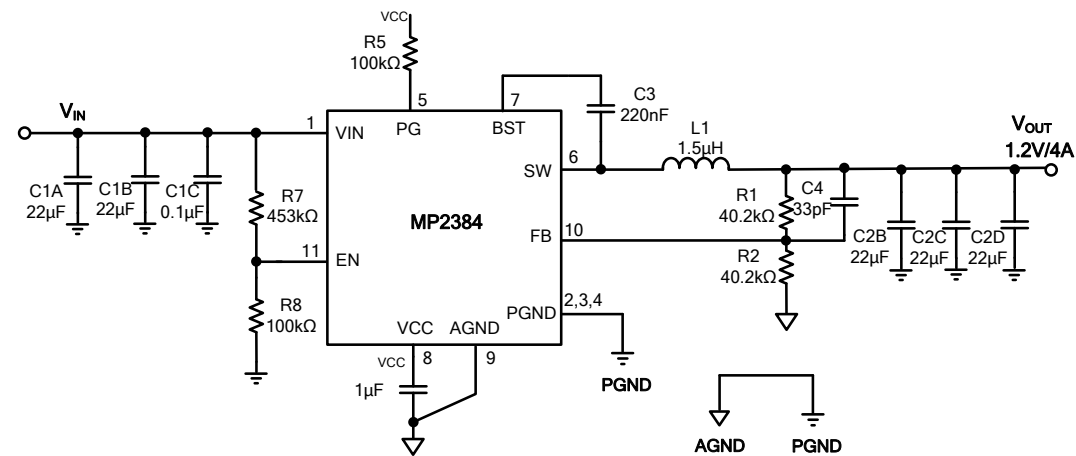 VCC
R5
100kΩ
5
7
C3
220nF
VIN
1
VIN
PG
BST
L1
1.5μH
VOUT
1.2V/4A
6
SW
C1A
22μF
C1B
22μF
C1C
0.1μF
R7
453kΩ
MP2384
R1
40.2kΩ
C4
33pF
FB
10
C2B
22μF
C2C
22μF
C2D
22μF
11
EN
R2
40.2kΩ
R8
100kΩ
PGND
2,3,4
VCC
AGND
VCC
8
9
1μF
PGND
AGND
PGND